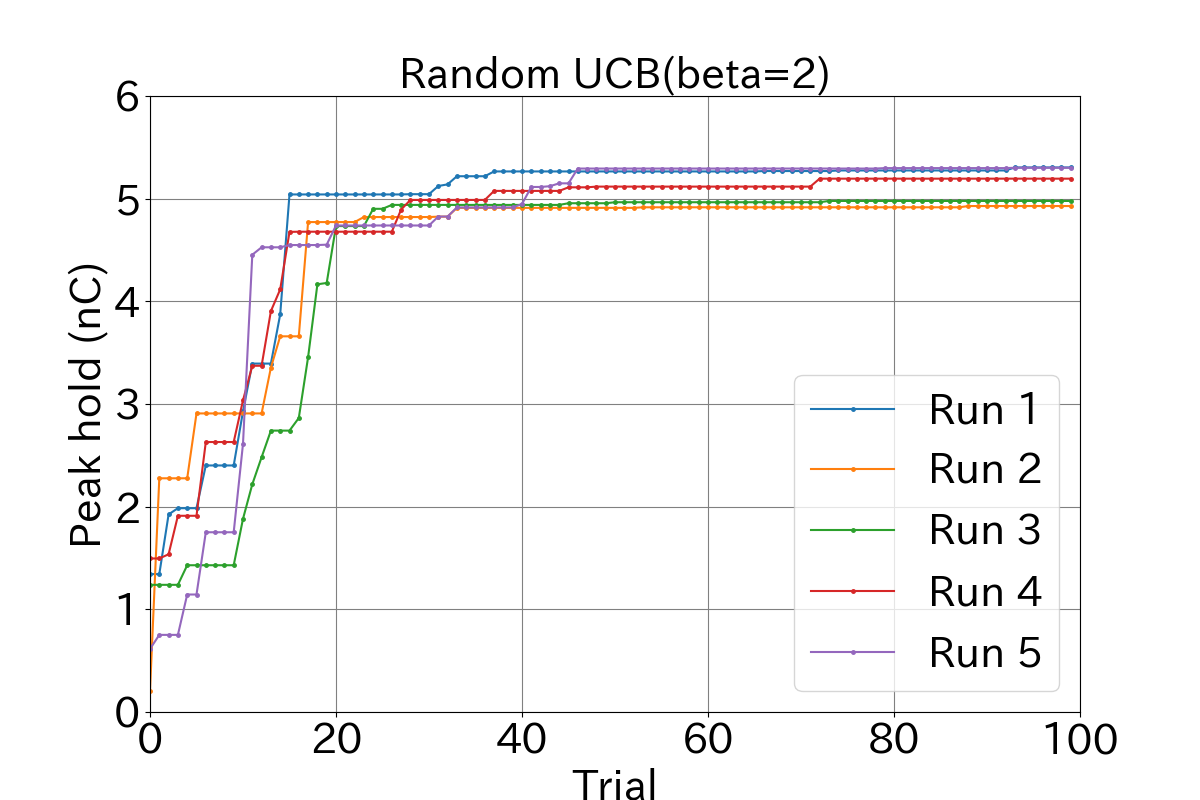 Random UCB(beta=2)
6
5
4
3
2
1
0
Peak hold (nC)
Run 1
Run 2
Run 3
Run 4
Run 5
0 20 40 60 80 100
Trial